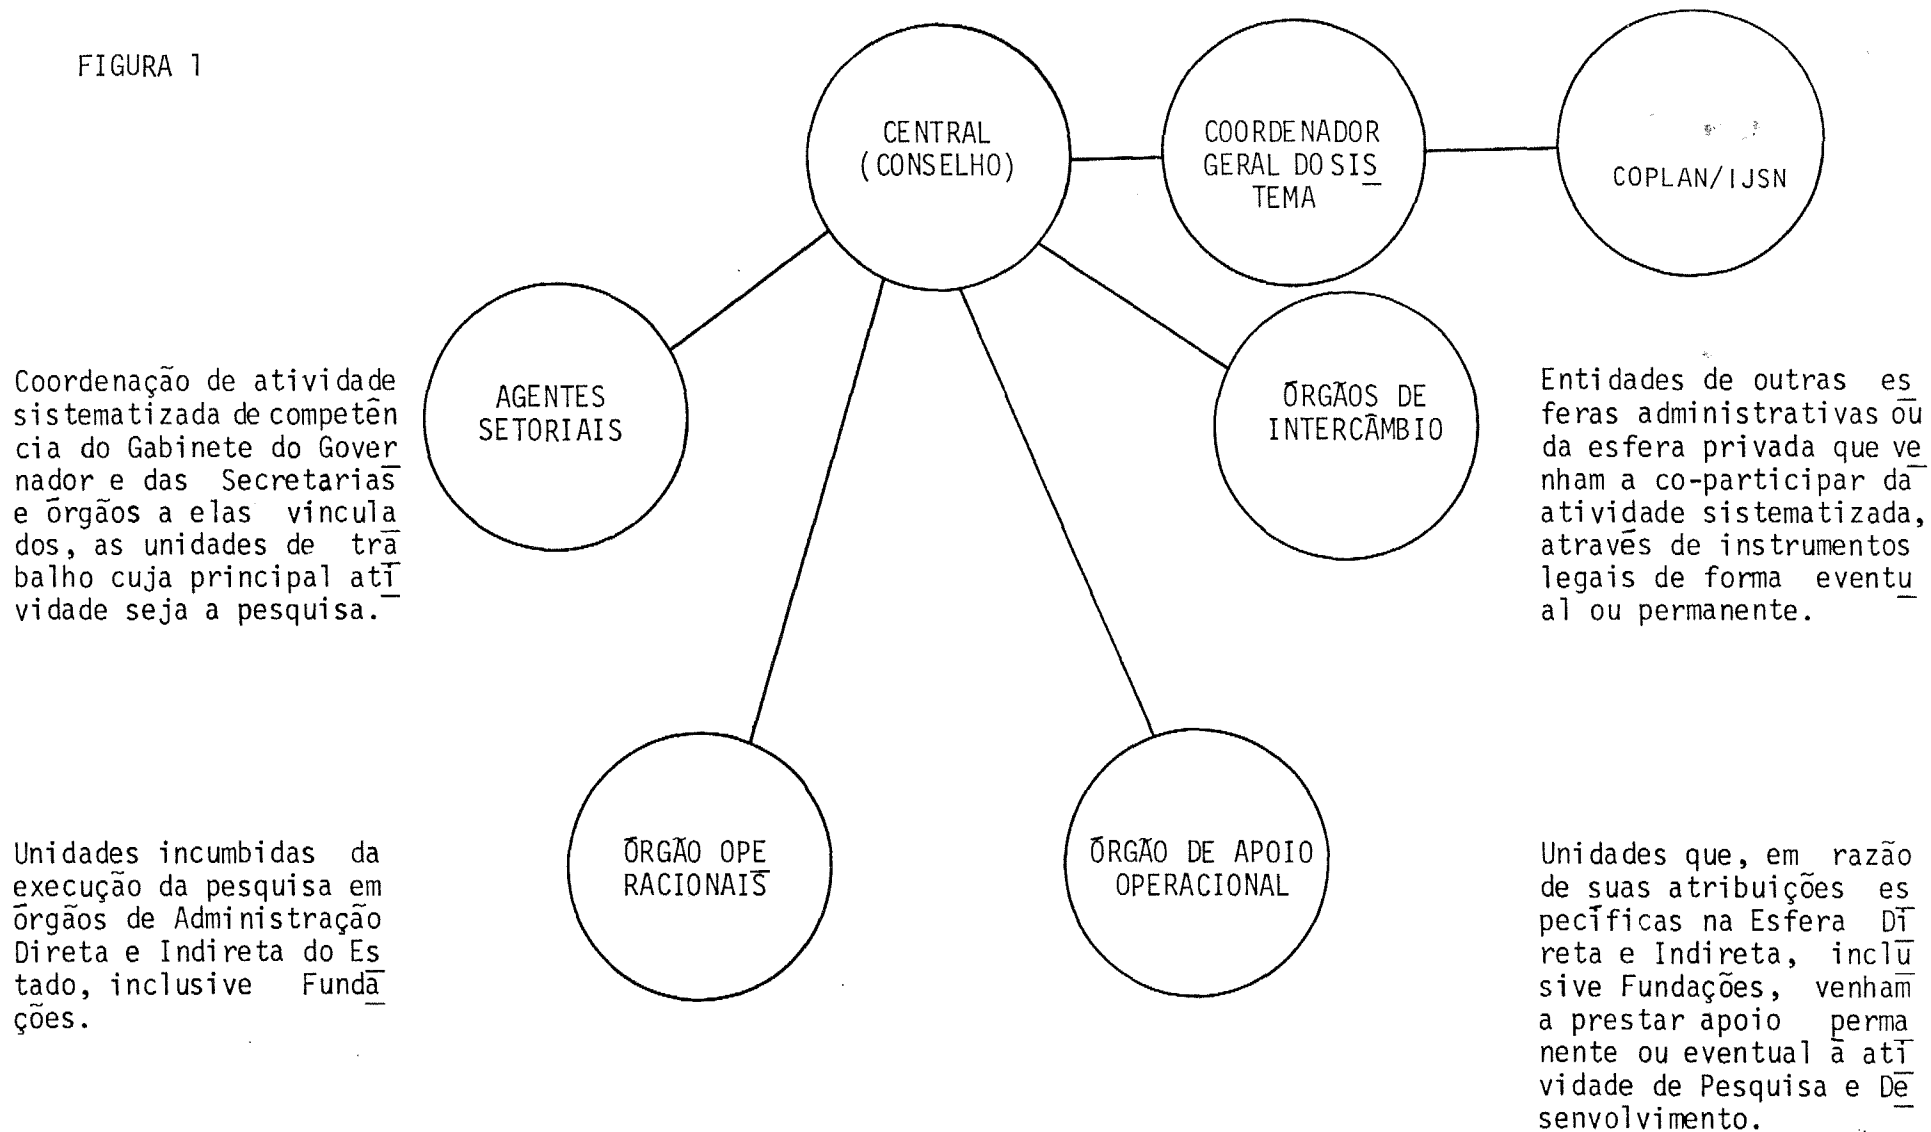 FIGURA 1
CENTRAL
(CONSELHO)
COORDENADOR
GERAL DO SIS
TEMA
COPLAN/IJSN
AGENTES
SETORIAIS
ÓRGÃOS DE
INTERCÂMBIO
Coordenação de atividade
sistematizada de competên
cia do Gabinete do Gover
nador e das Secretarias
e órgãos a elas vincula
dos, as unidades de tra
balho cuja principal ati
vidade seja a pesquisa.
Entidades de outras es
feras administrativas ou
da esfera privada que ve
nham a co-participar da
atividade sistematizada,
através de instrumentos
legais de forma eventu
al ou permanente.
ÓRGÃO OPE
RACIONAIS
ÓRGÃO DE APOIO
OPERACIONAL
Unidades incumbidas da
execução da pesquisa em
órgãos de Administração
Direta e Indireta do Es
tado, inclusive Funda
ções.
Unidades que, em razão
de suas atribuições es
pecíficas na Esfera Di
reta e Indireta, inclu
sive Fundações, venham
a prestar apoio perma
nente ou eventual à ati
vidade de Pesquisa e De
senvolvimento.